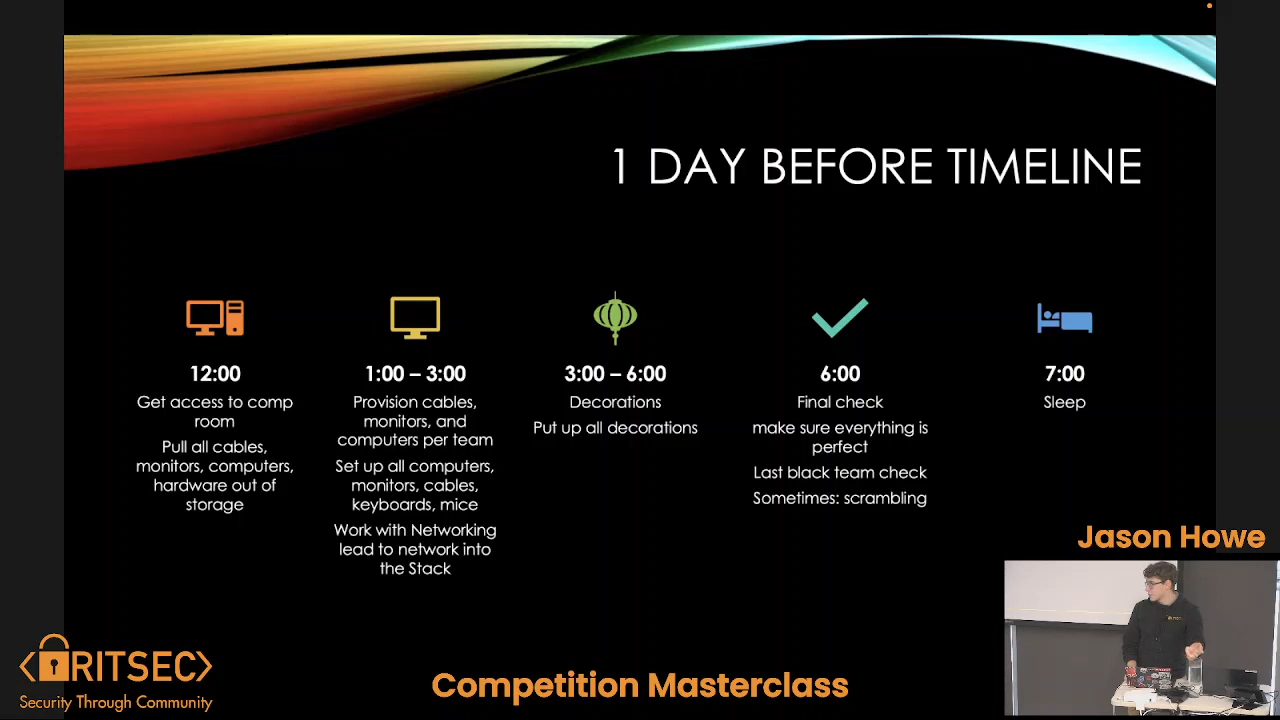 1 DAY BEFORE TIMELINE
12:00
Get access to comp
room
Pull all cables,
monitors, computers,
hardware out of
storage
1:00 – 3:00
Provision cables,
monitors, and
computers per team
Set up all computers,
monitors, cables,
keyboards, mice
Work with Networking
lead to network into
the Stack
3:00 – 6:00
Decorations
Put up all decorations
6:00
Final check
make sure everything is
perfect
Last black team check
Sometimes: scrambling
7:00
Sleep
Jason Howe
RITSEC
Security Through Community
Competition Masterclass